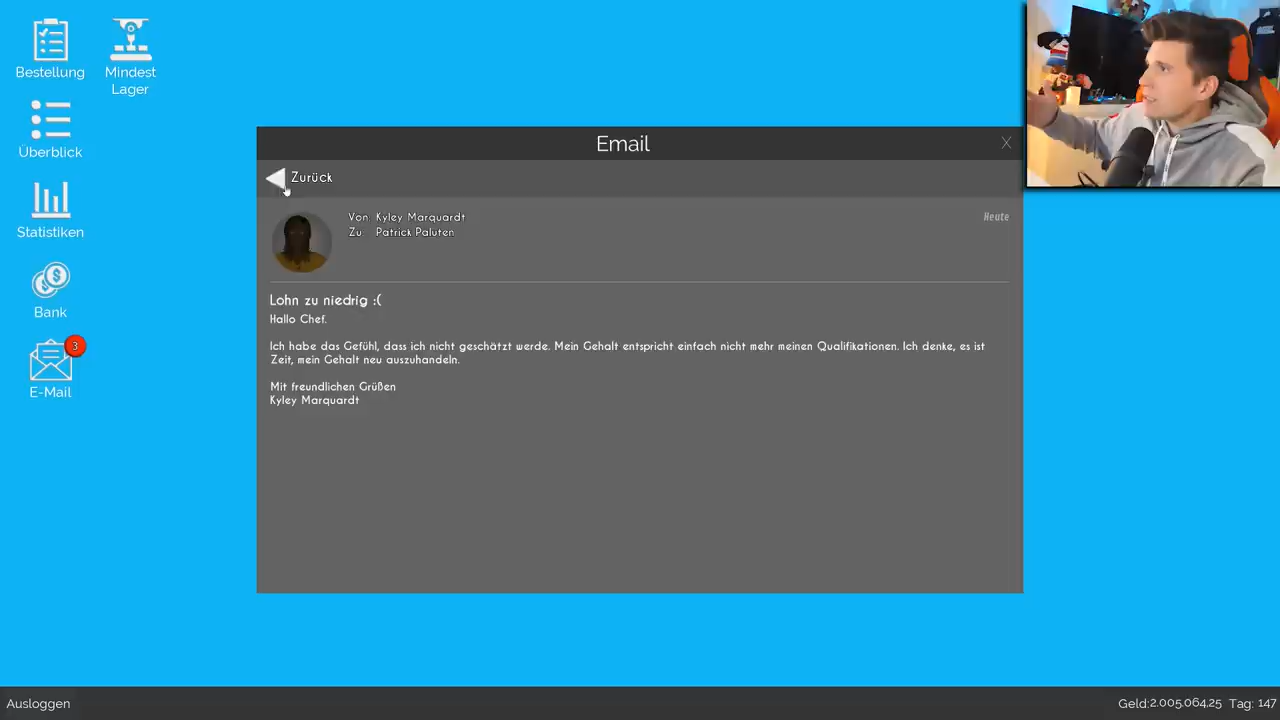 Bestellung
Mindest
Lager
Überblick
Statistiken
Bank
3
E-Mail
Email
X
Zurück
Von: Kyley Marquardt
Heute
Zu: Patrick Paluten
Lohn zu niedrig :(
Hallo Chef.
Ich habe das Gefühl, dass ich nicht geschätzt werde. Mein Gehalt entspricht einfach nicht mehr meinen Qualifikationen. Ich denke, es ist
Zeit, mein Gehalt neu auszuhandeln.
Mit freundlichen Grüßen
Kyley Marquardt
Ausloggen
Geld:2.005.064,25 Tag: 147